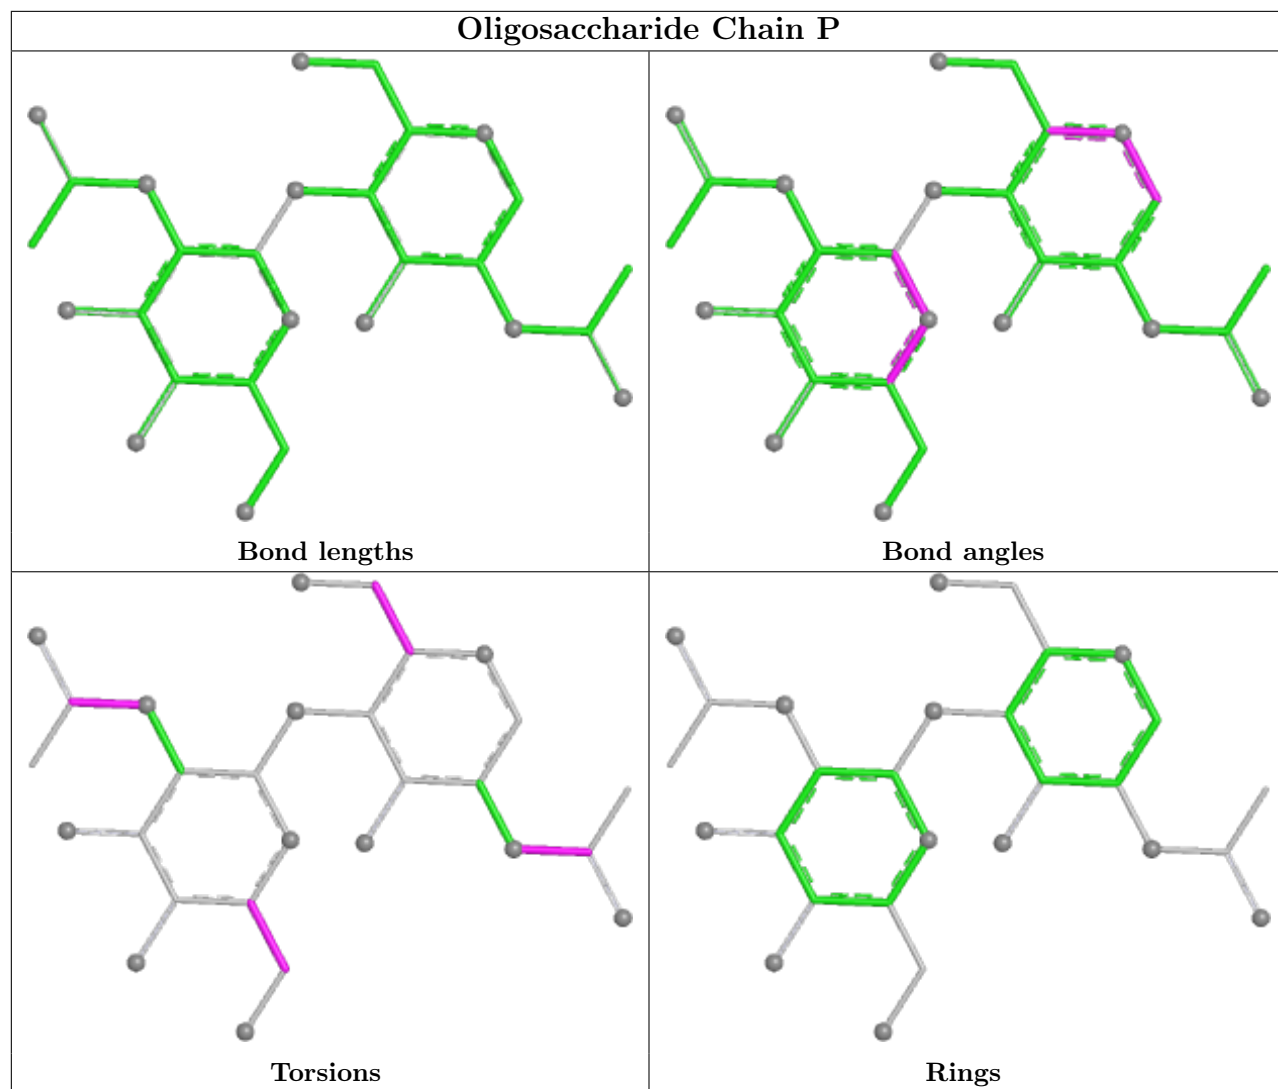 Oligosaccharide Chain P
Bond lengths
Bond angles
Torsions
Rings